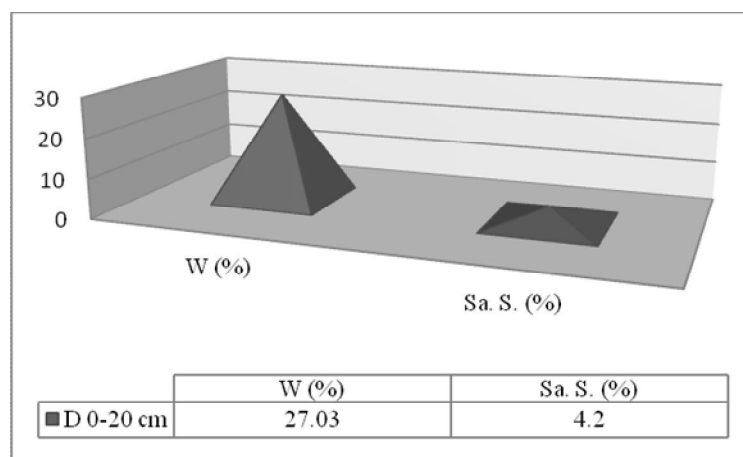 30
20
10
0
W (%)
Sa. S. (%)
W (%) Sa. S. (%)
D 0-20 cm 27.03 4.2